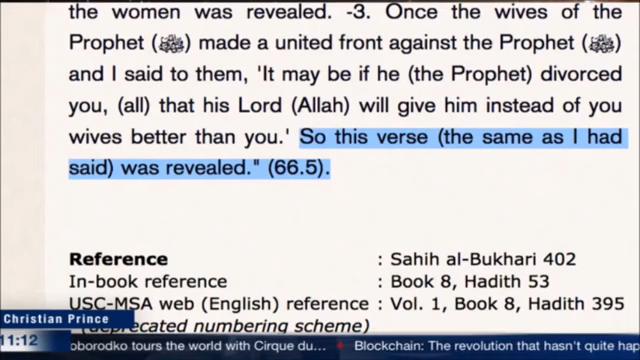 the women was revealed. -3. Once the wives of the
Prophet (ﷺ) made a united front against the Prophet (ﷺ)
and I said to them, 'It may be if he (the Prophet) divorced
you, (all) that his Lord (Allah) will give him instead of you
wives better than you.' So this verse (the same as I had
said) was revealed." (66.5).
Reference : Sahih al-Bukhari 402
In-book reference : Book 8, Hadith 53
USC-MSA web (English) reference : Vol. 1, Book 8, Hadith 395
(deprecated numbering scheme)
Christian Prince
11:12 oborodko tours the world with Cirque du... ♦ Blockchain: The revolution that hasn't quite hap